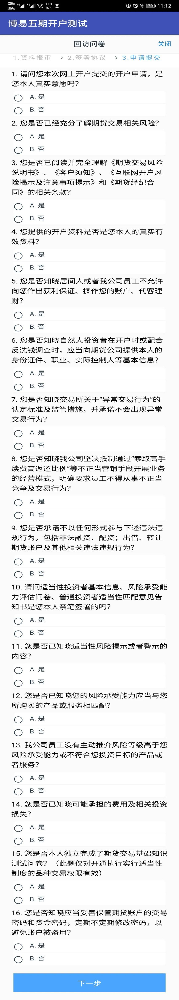 HD B 4G 4G 118 B/s 70 11:12
HD B
博易五期开户测试
回访问卷 关闭
1.资料报审 > 2.签署协议 > 3.申请提交
1. 请问您本次网上开户提交的开户申请，是
您本人真实意愿吗？
A. 是
B. 否
2. 您是否已经充分了解期货交易相关风险？
A. 是
B. 否
3. 您是否已阅读并完全理解《期货交易风险
说明书》、《客户须知》、《互联网开户风
险揭示及注意事项提示》和《期货经纪合
同》的相关条款？
A. 是
B. 否
4. 您提供的开户资料是否是您本人的真实有
效资料？
A. 是
B. 否
5. 您是否知晓居间人或者我公司员工不允许
向您作出获利保证、操作您的账户、代客理
财？
A. 是
B. 否
6. 您是否知晓自然人投资者在开户时或配合
反洗钱调查时，应当向期货公司提供本人的
身份证件、职业、实际控制人等基本信息？
A. 是
B. 否
7. 您是否知晓交易所关于“异常交易行为”的
认定标准及监管措施，并承诺不会出现异常
交易行为？
A. 是
B. 否
8. 您是否知晓我公司坚决抵制通过“索取高手
续费高返还比例”等不正当营销手段开展业务
的经营模式，明确要求员工不得从事不正当
竞争及交易行为？
A. 是
B. 否
9. 您是否承诺不以任何形式参与下述违法违
规行为，包括非法融资、配资；出借、转让
期货账户及其他相关违法违规行为？
A. 是
B. 否
10. 请问适当性投资者基本信息、风险承受能
力评估问卷、普通投资者适当性匹配意见告
知书是您本人亲笔签署的吗？
A. 是
B. 否
11. 您是否已知晓适当性风险揭示或者警示的
内容？
A. 是
B. 否
12. 您是否已知晓您的风险承受能力应当与您
所购买的产品或服务相匹配？
A. 是
B. 否
13. 我公司员工没有主动推介风险等级高于您
风险承受能力或不符合您投资目标的产品或
者服务？
A. 是
B. 否
14. 您是否已知晓可能承担的费用及相关投资
损失？
A. 是
B. 否
15. 您是否本人独立完成了期货交易基础知识
测试问卷？（此题仅对开通执行实行适当性
制度的品种交易权限有效）
A. 是
B. 否
16. 您是否知晓应当妥善保管期货账户的交易
密码和资金密码，定期不定期修改密码，以
避免账户被盗用？
A. 是
B. 否
下一步